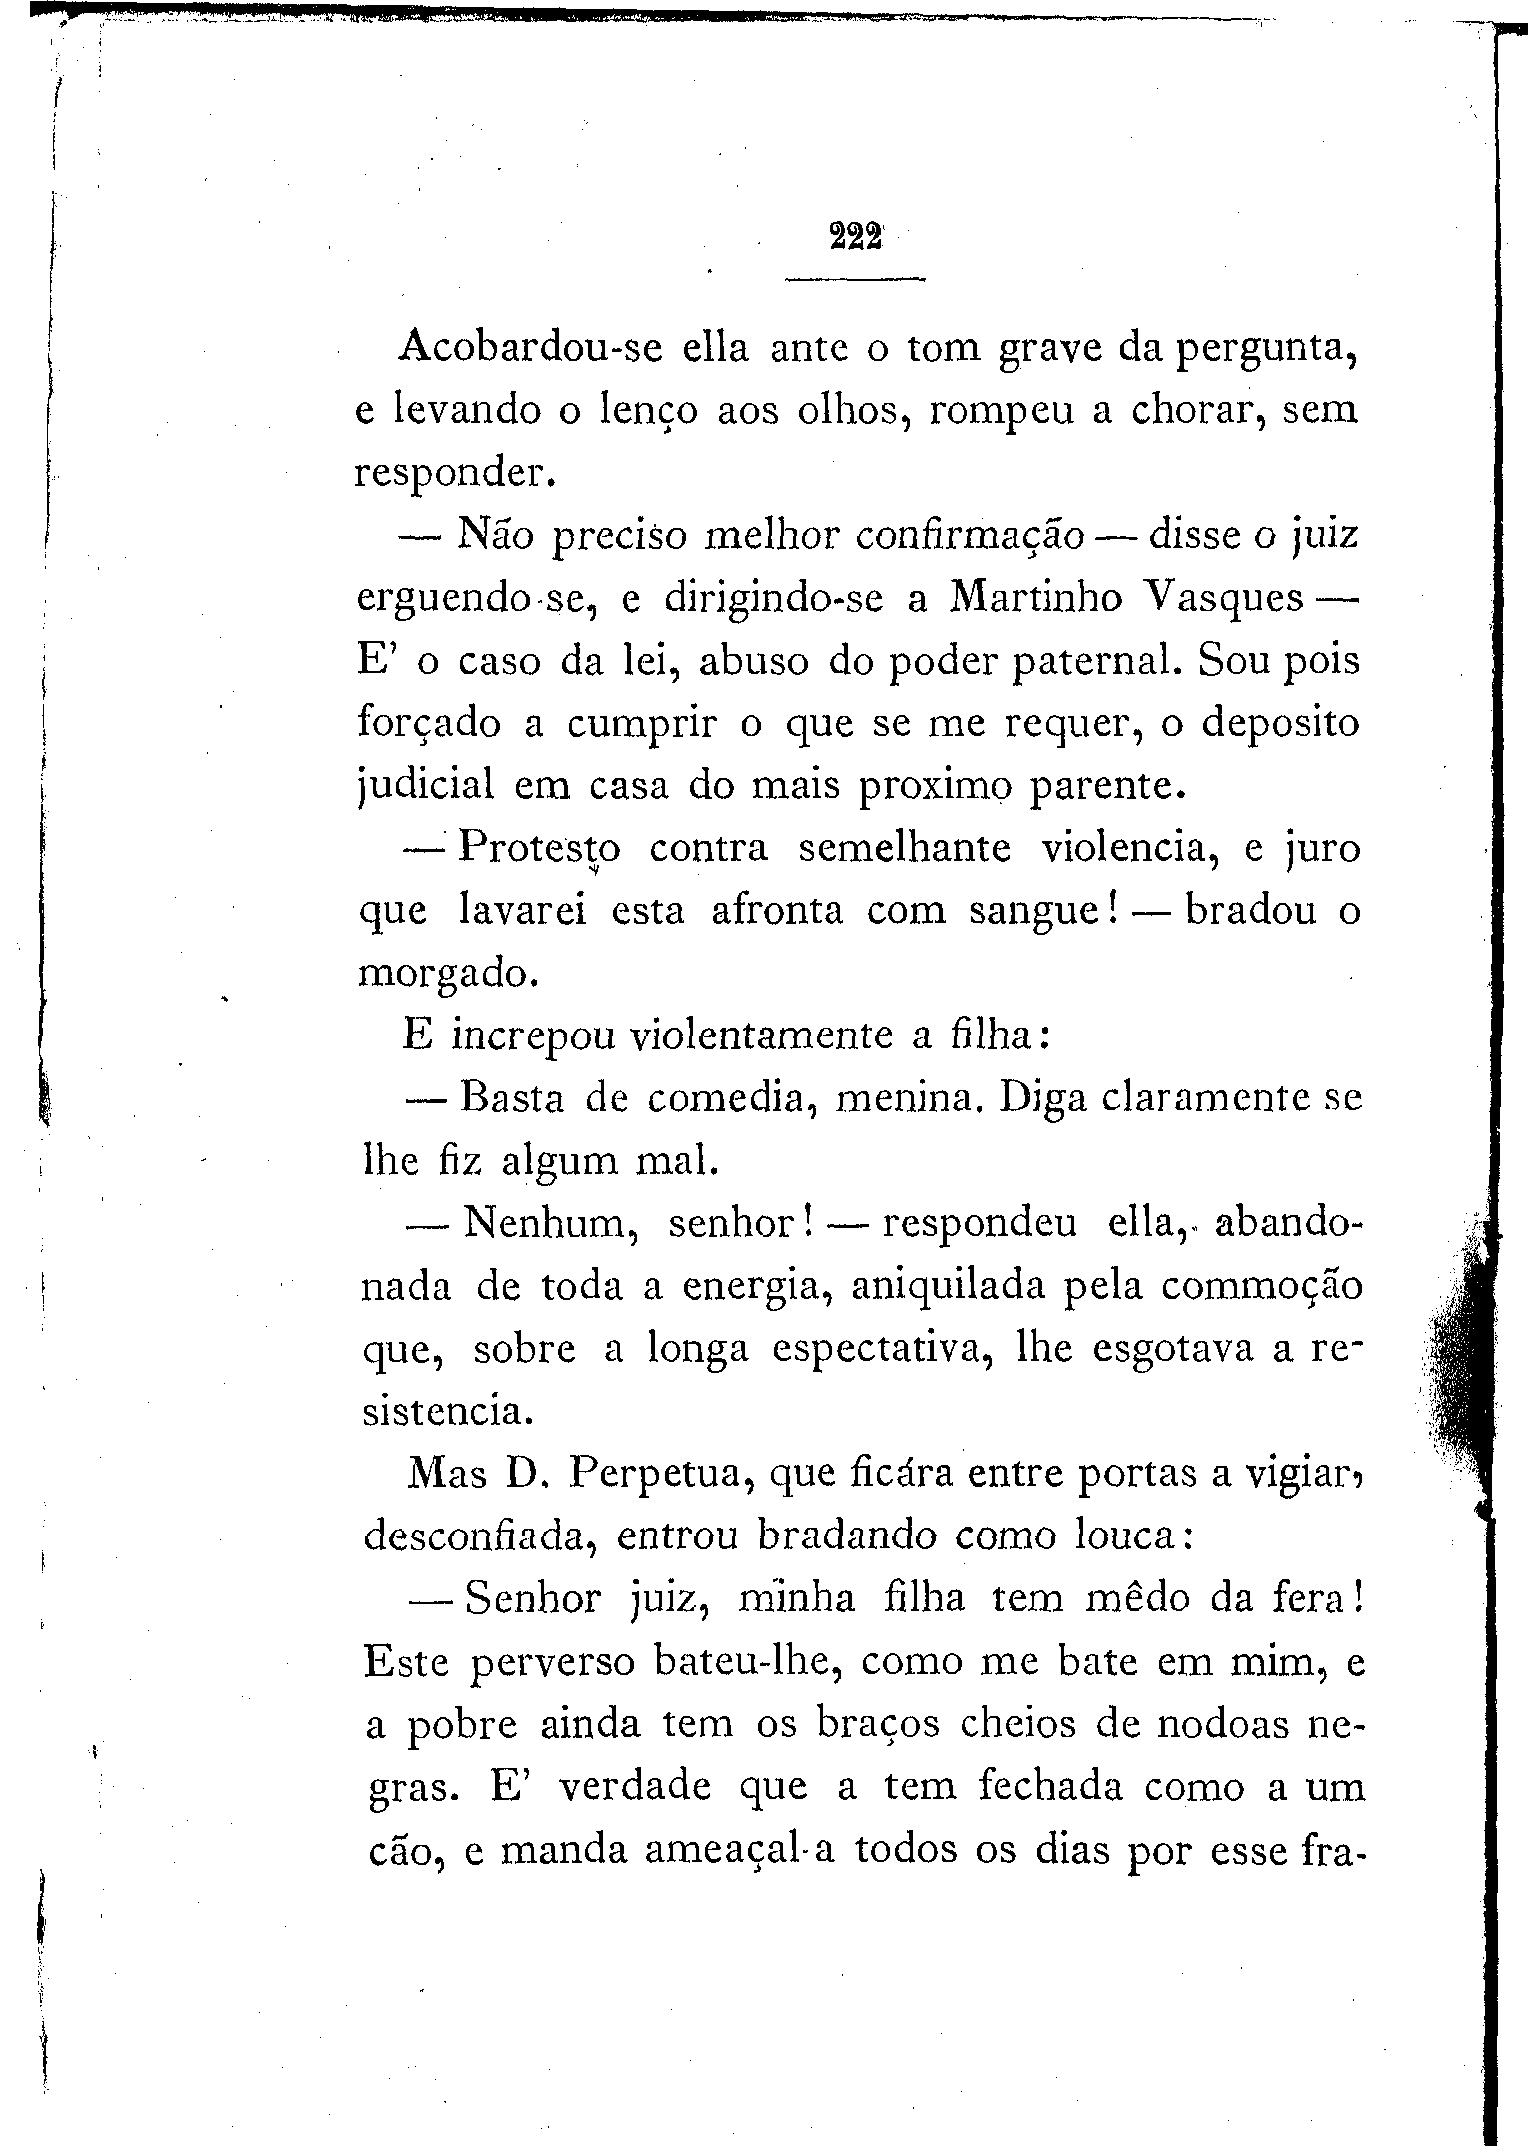 222
Acobardou-se ella ante o tom grave da pergunta,
e levando o lenço aos olhos, rompeu a chorar, sem
responder.
— Não preciso melhor confirmação — disse o juiz
erguendo-se, e dirigindo-se a Martinho Vasques —
E' o caso da lei, abuso do poder paternal. Sou pois
forçado a cumprir o que se me requer, o deposito
judicial em casa do mais proximo parente.
— Protesto contra semelhante violencia, e juro
que lavarei esta afronta com sangue! — bradou o
morgado.
E increpou violentamente a filha:
— Basta de comedia, menina. Diga claramente se
lhe fiz algum mal.
— Nenhum, senhor! — respondeu ella, abando-
nada de toda a energia, aniquilada pela commoção
que, sobre a longa espectativa, lhe esgotava a re-
sistencia.
Mas D. Perpetua, que ficára entre portas a vigiar,
desconfiada, entrou bradando como louca:
— Senhor juiz, minha filha tem mêdo da fera!
Este perverso bateu-lhe, como me bate em mim, e
a pobre ainda tem os braços cheios de nodoas ne-
gras. E' verdade que a tem fechada como a um
cão, e manda ameaçal-a todos os dias por esse fra-